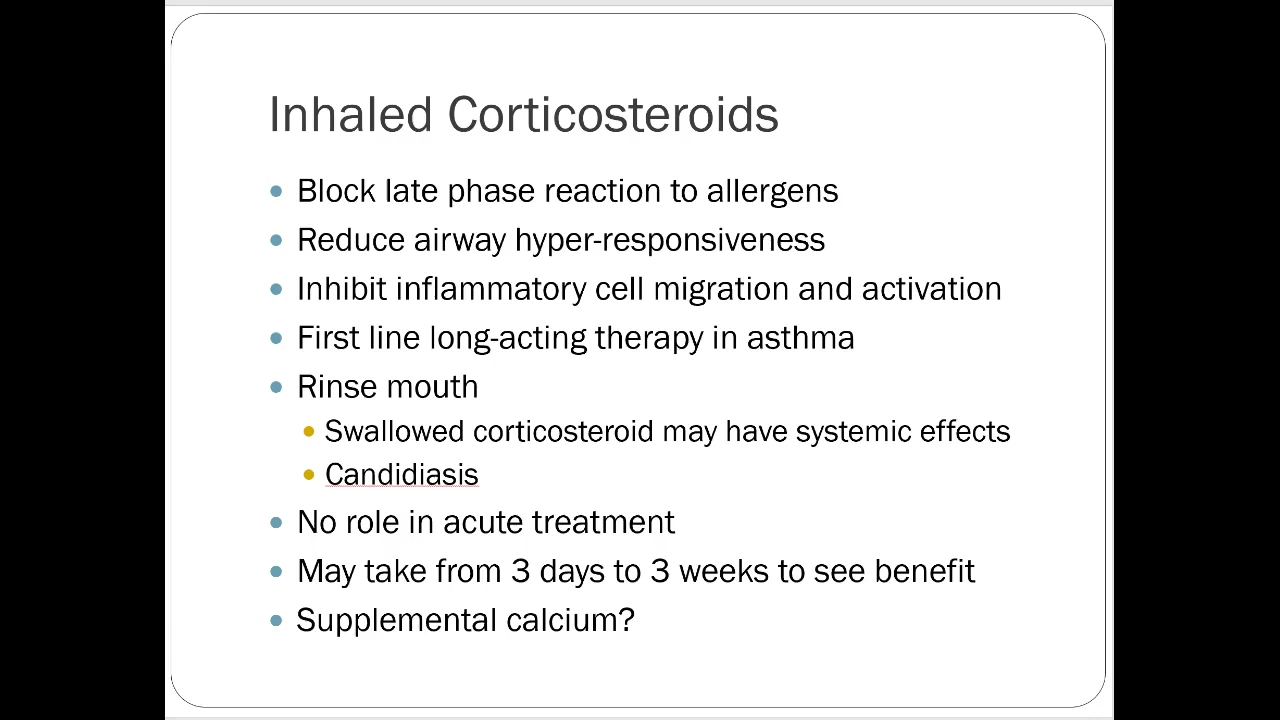 Inhaled Corticosteroids
Block late phase reaction to allergens
Reduce airway hyper-responsiveness
Inhibit inflammatory cell migration and activation
First line long-acting therapy in asthma
Rinse mouth
Swallowed corticosteroid may have systemic effects
Candidiasis
No role in acute treatment
May take from 3 days to 3 weeks to see benefit
Supplemental calcium?